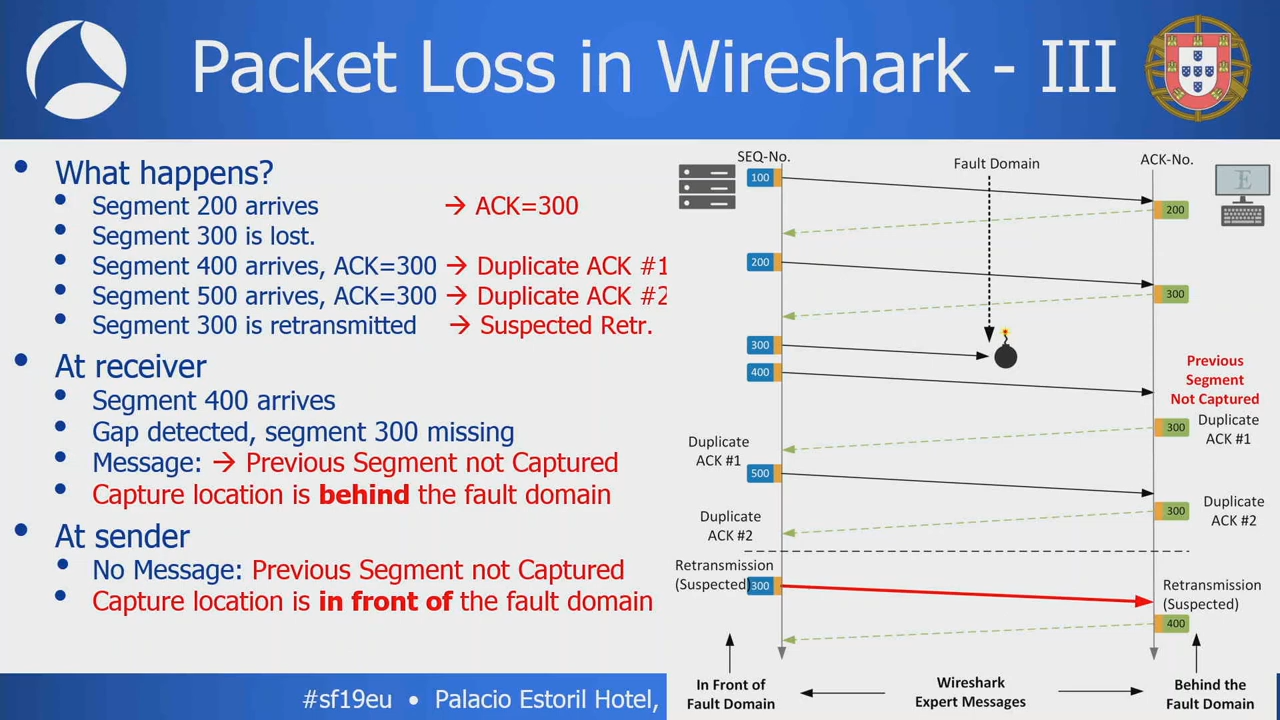 Packet Loss in Wireshark - III
• What happens?
• Segment 200 arrives → ACK=300
• Segment 300 is lost.
• Segment 400 arrives, ACK=300 → Duplicate ACK #1
• Segment 500 arrives, ACK=300 → Duplicate ACK #2
• Segment 300 is retransmitted → Suspected Retr.
• At receiver
• Segment 400 arrives
• Gap detected, segment 300 missing
• Message: → Previous Segment not Captured
• Capture location is behind the fault domain
• At sender
• No Message: Previous Segment not Captured
• Capture location is in front of the fault domain
SEQ-No.
Fault Domain
ACK-No.
E
100
200
200
300
300
400
Previous
Segment
Not Captured
300
Duplicate
ACK #1
Duplicate
ACK #1
500
300
Duplicate
ACK #2
Duplicate
ACK #2
Retransmission
(Suspected)
300
Retransmission
(Suspected)
400
In Front of
Fault Domain
Wireshark
Expert Messages
Behind the
Fault Domain
#sf19eu • Palacio Estoril Hotel,